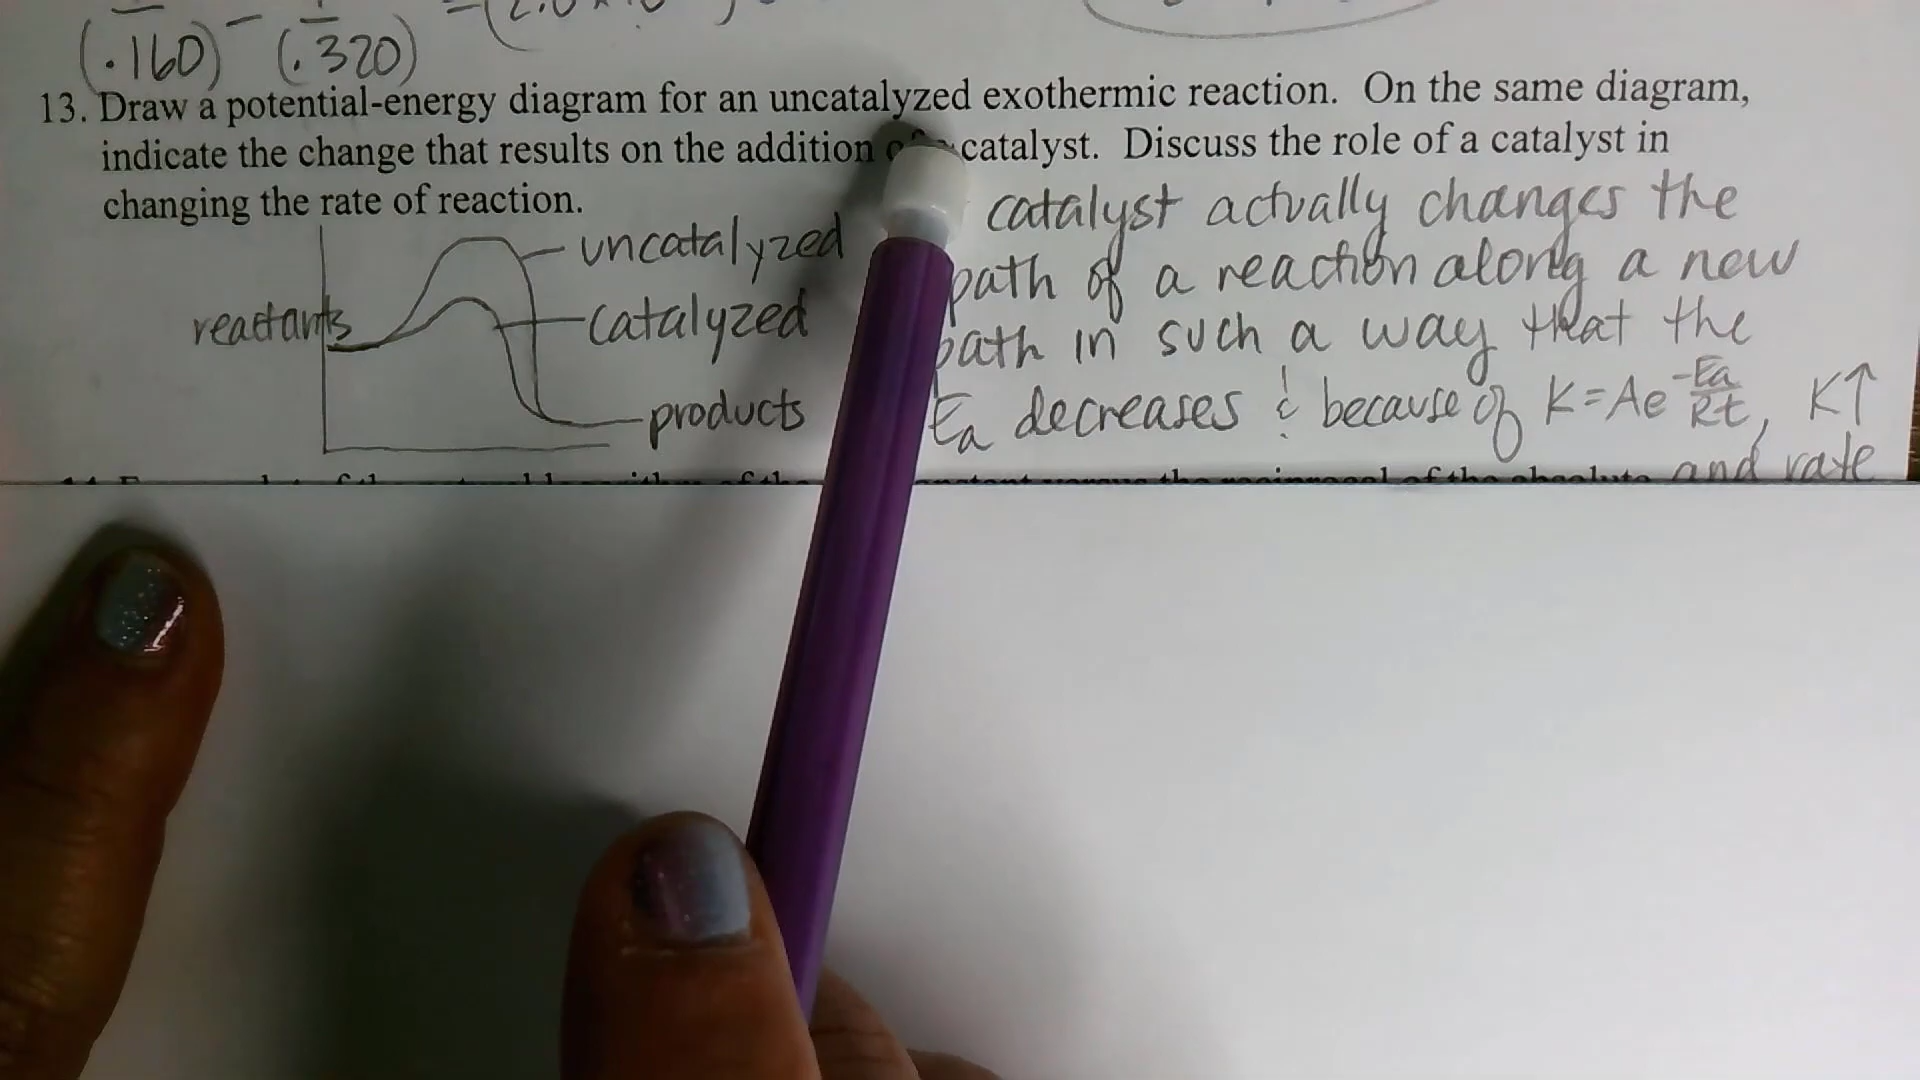 (.160) - (.320) = (2.0 × 10
13. Draw a potential-energy diagram for an uncatalyzed exothermic reaction. On the same diagram,
indicate the change that results on the addition catalyst. Discuss the role of a catalyst in
changing the rate of reaction.
uncatalyzed
reactants
catalyzed
products
catalyst actually changes the
path of a reaction along a new
path in such a way that the
Ea decreases & because of K=Ae^-Ea/Rt, K↑
and rate